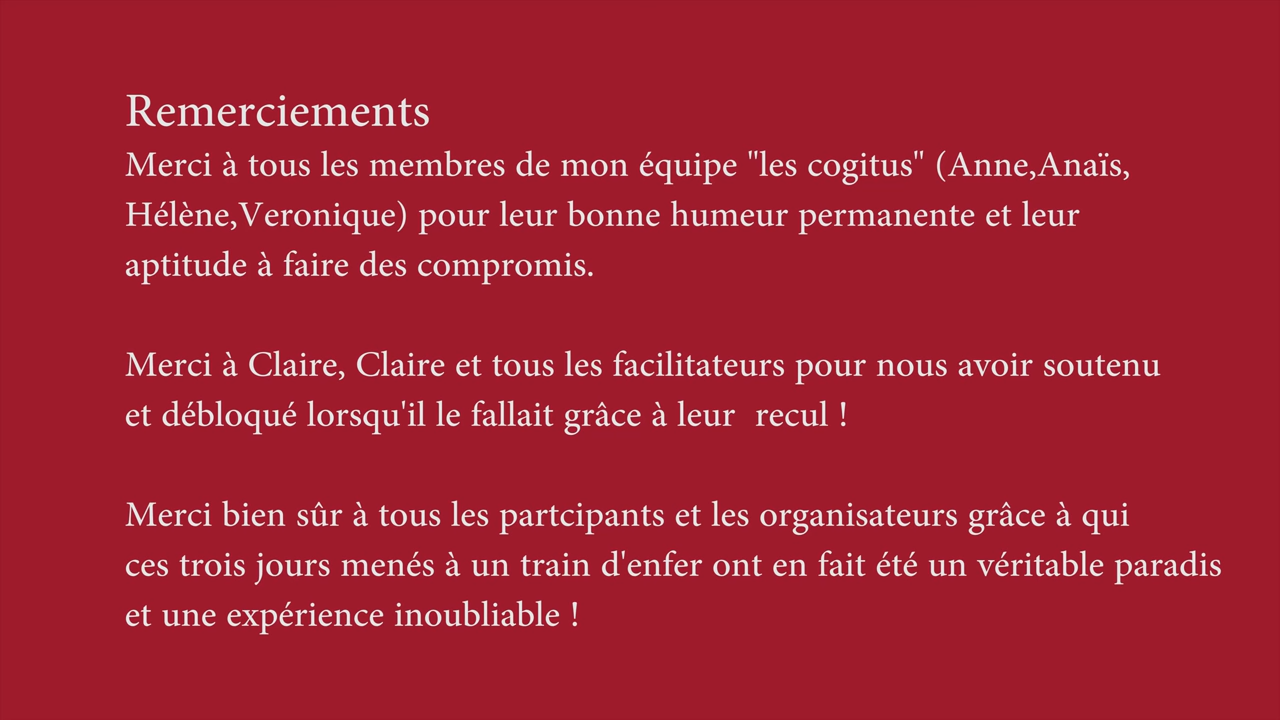 Remerciements
Merci à tous les membres de mon équipe "les cogitus" (Anne,Anaïs,
Hélène,Veronique) pour leur bonne humeur permanente et leur
aptitude à faire des compromis.
Merci à Claire, Claire et tous les facilitateurs pour nous avoir soutenu
et débloqué lorsqu'il le fallait grâce à leur  recul !
Merci bien sûr à tous les partcipants et les organisateurs grâce à qui
ces trois jours menés à un train d'enfer ont en fait été un véritable paradis
et une expérience inoubliable !